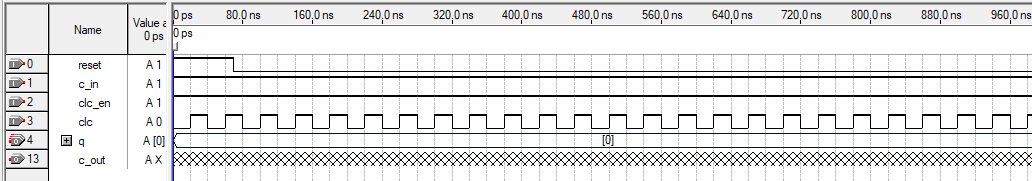 Name Value a 0 ps
0 ps 80.0 ns 160.0 ns 240.0 ns 320.0 ns 400.0 ns 480.0 ns 560.0 ns 640.0 ns 720.0 ns 800.0 ns 880.0 ns 960.0 ns
0 ps
0 reset A 1
1 c_in A 1
2 clc_en A 1
3 clc A 0
4 q A [0] [0]
13 c_out A X